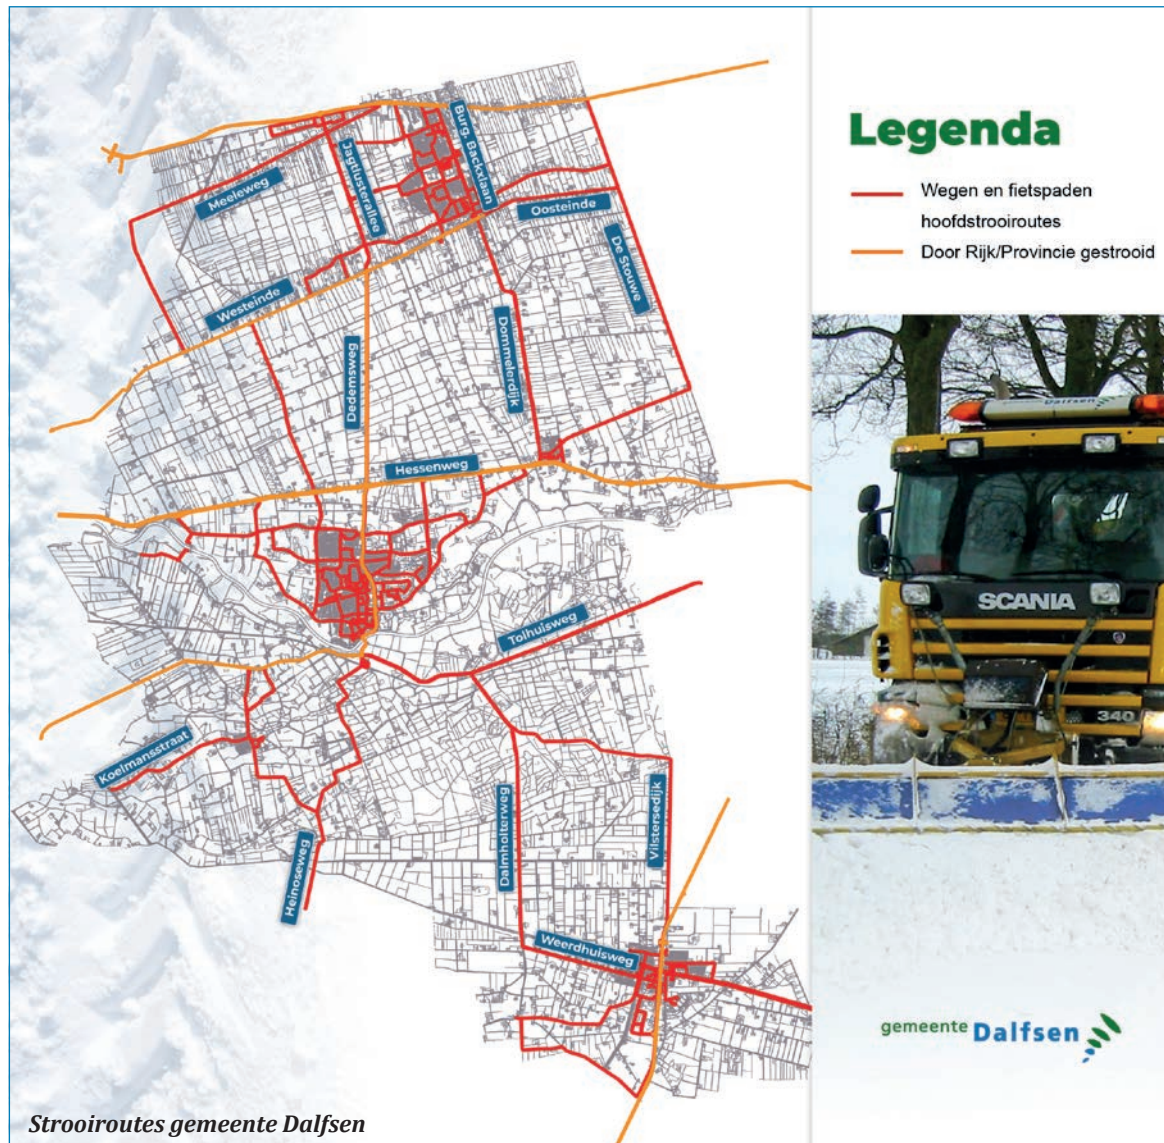 Burg. Backxlaan
Jagtlusterallee
Meeleweg
Oosteinde
De Stouwe
Westeinde
Dommelerdijk
Dedemsweg
Hessenweg
Tolhuisweg
Koelmansstraat
Dalmholterweg
Vilstersedijk
Heinoseweg
Weerdhuisweg
Strooiroutes gemeente Dalfsen
Legenda
Wegen en fietspaden
hoofdstrooiroutes
Door Rijk/Provincie gestrooid
Dalfsen
SCANIA
340
gemeente Dalfsen